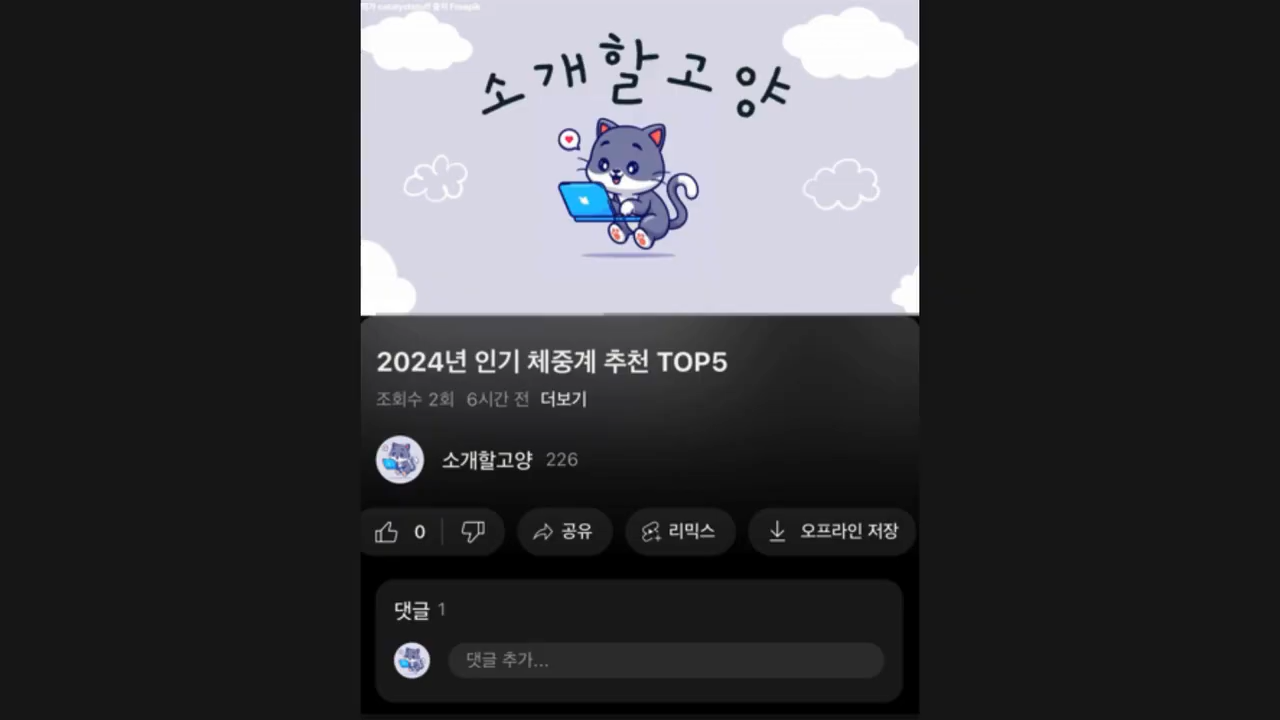 소개할고양
2024년 인기 체중계 추천 TOP5
조회수 2회 6시간 전 더보기
소개할고양 226
0 공유 리믹스 오프라인 저장
댓글 1
댓글 추가...